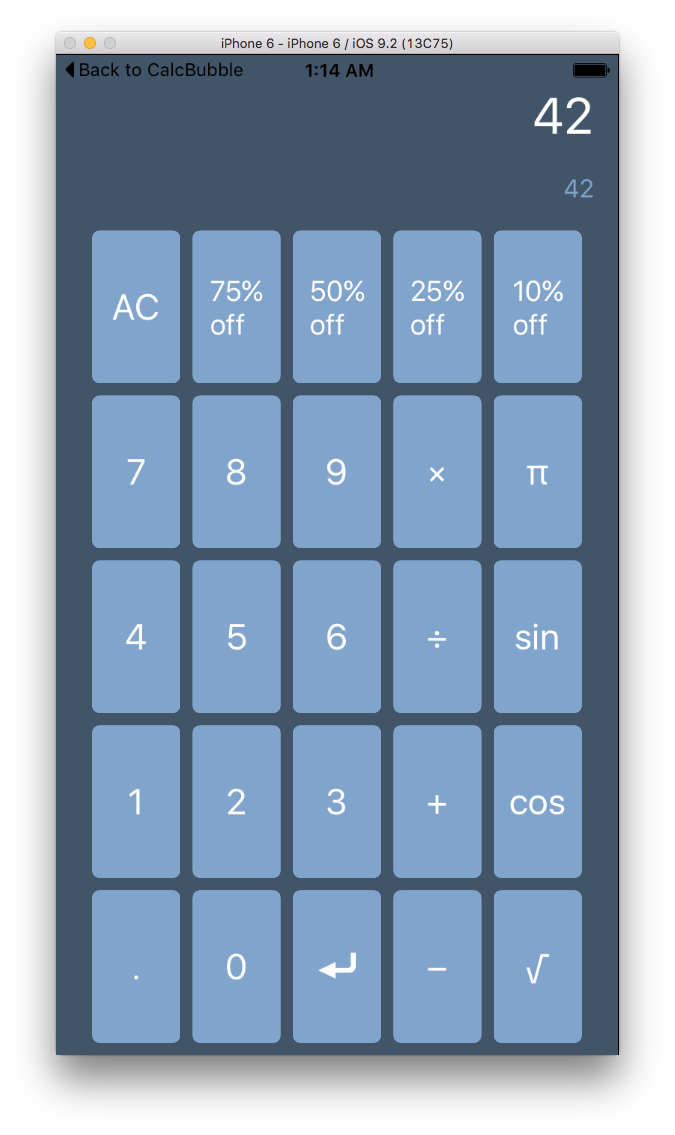 iPhone 6 - iPhone 6 / iOS 9.2 (13C75)
Back to CalcBubble 1:14 AM
42
42
AC 75% off 50% off 25% off 10% off
7 8 9 × π
4 5 6 ÷ sin
1 2 3 + cos
. 0 − √